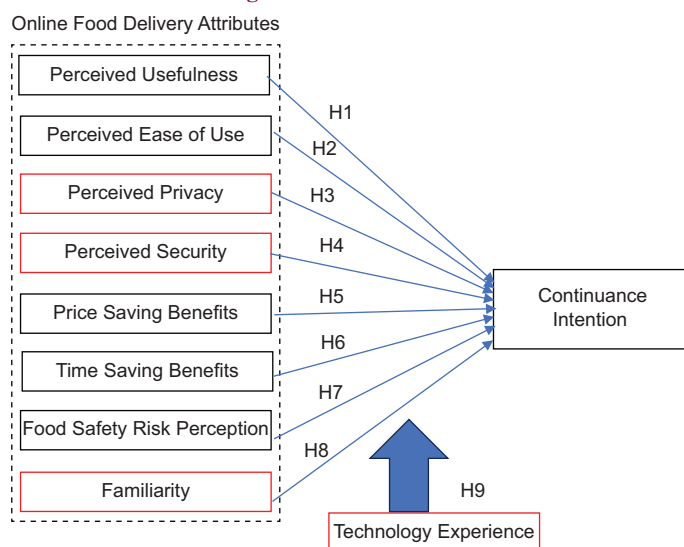 Online Food Delivery Attributes
Perceived Usefulness
H1
Perceived Ease of Use
H2
Perceived Privacy
H3
Perceived Security
H4
Price Saving Benefits
H5
Continuance
Intention
Time Saving Benefits
H6
Food Safety Risk Perception
H7
Familiarity
H8
H9
Technology Experience